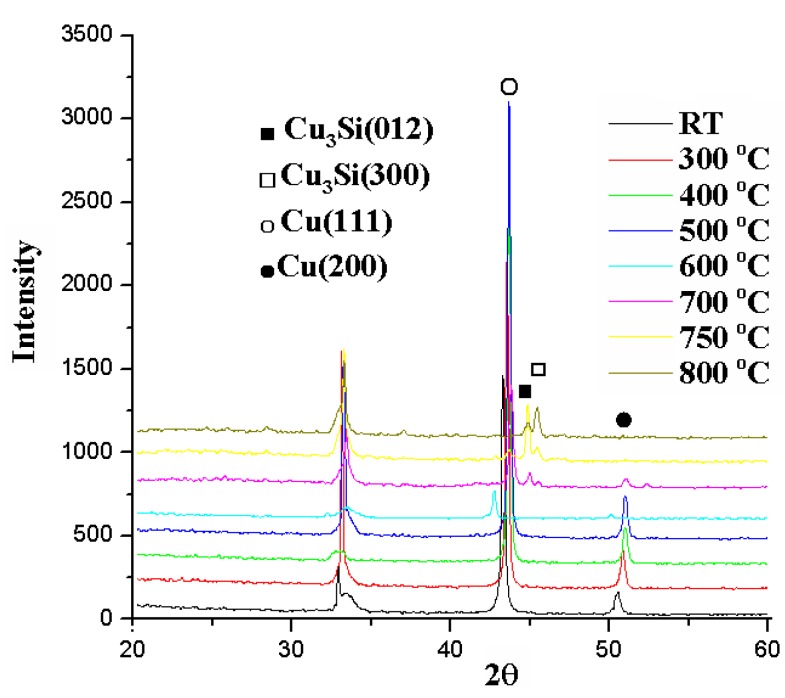 3500
3000
2500
2000
1500
1000
500
0
Intensity
Cu₃Si(012)
Cu₃Si(300)
Cu(111)
Cu(200)
RT
300 °C
400 °C
500 °C
600 °C
700 °C
750 °C
800 °C
20
30
40
50
60
2θ